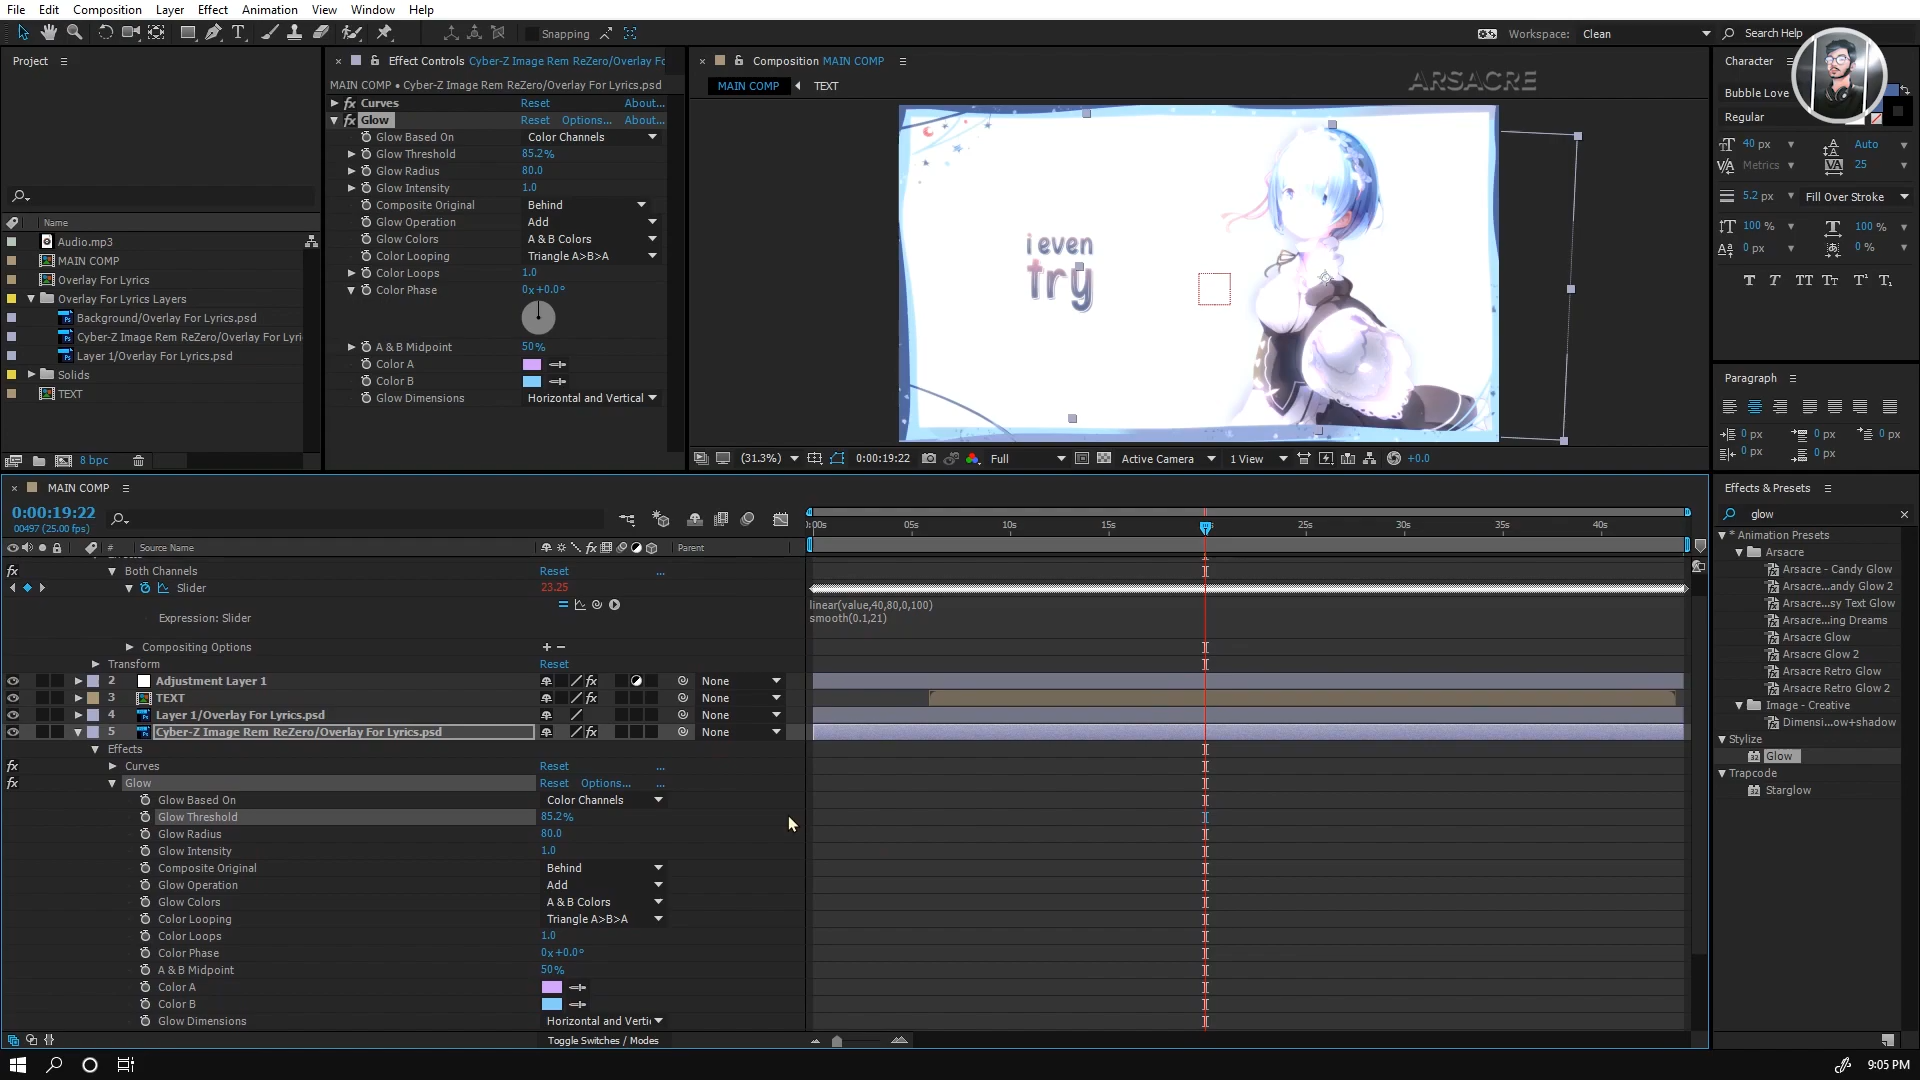 File Edit Composition Layer Effect Animation View Window Help
Snapping
Workspace: Clean
Search Help
Project
Name
Audio.mp3
MAIN COMP
Overlay For Lyrics
Overlay For Lyrics Layers
Background/Overlay For Lyrics.psd
Cyber-Z Image Rem ReZero/Overlay For Lyri
Layer 1/Overlay For Lyrics.psd
Solids
TEXT
8 bpc
Effect Controls Cyber-Z Image Rem ReZero/Overlay Fo
MAIN COMP • Cyber-Z Image Rem ReZero/Overlay For Lyrics.psd
fx Curves Reset About...
fx Glow Reset Options... About...
Glow Based On Color Channels
Glow Threshold 85.2%
Glow Radius 80.0
Glow Intensity 1.0
Composite Original Behind
Glow Operation Add
Glow Colors A & B Colors
Color Looping Triangle A>B>A
Color Loops 1.0
Color Phase 0x+0.0°
A & B Midpoint 50%
Color A
Color B
Glow Dimensions Horizontal and Vertical
Composition MAIN COMP
MAIN COMP TEXT
ARSACRE
i even
try
(31.3%) 0:00:19:22 Full Active Camera 1 View +0.0
Character
Bubble Love
Regular
40 px Auto
Metrics 25
5.2 px Fill Over Stroke
100 % 100 %
0 px 0 %
T T TT Tт T¹ T₁
Paragraph
0 px 0 px 0 px
0 px 0 px
MAIN COMP
0:00:19:22
00497 (25.00 fps)
# Source Name fx Parent
0:00s 05s 10s 15s 25s 30s 35s 40s
fx Both Channels Reset ...
Slider 23.25
linear(value,40,80,0,100)
smooth(0.1,21)
Expression: Slider
Compositing Options + −
Transform Reset
2 Adjustment Layer 1 fx None
3 TEXT fx None
4 Layer 1/Overlay For Lyrics.psd None
5 Cyber-Z Image Rem ReZero/Overlay For Lyrics.psd fx None
Effects
fx Curves Reset ...
fx Glow Reset Options... ...
Glow Based On Color Channels
Glow Threshold 85.2%
Glow Radius 80.0
Glow Intensity 1.0
Composite Original Behind
Glow Operation Add
Glow Colors A & B Colors
Color Looping Triangle A>B>A
Color Loops 1.0
Color Phase 0x+0.0°
A & B Midpoint 50%
Color A
Color B
Glow Dimensions Horizontal and Verti
Toggle Switches / Modes
Effects & Presets
glow
* Animation Presets
Arsacre
Arsacre - Candy Glow
Arsacre...andy Glow 2
Arsacre...sy Text Glow
Arsacre...ing Dreams
Arsacre Glow
Arsacre Glow 2
Arsacre Retro Glow
Arsacre Retro Glow 2
Image - Creative
Dimensi...ow+shadow
Stylize
Glow
Trapcode
Starglow
9:05 PM